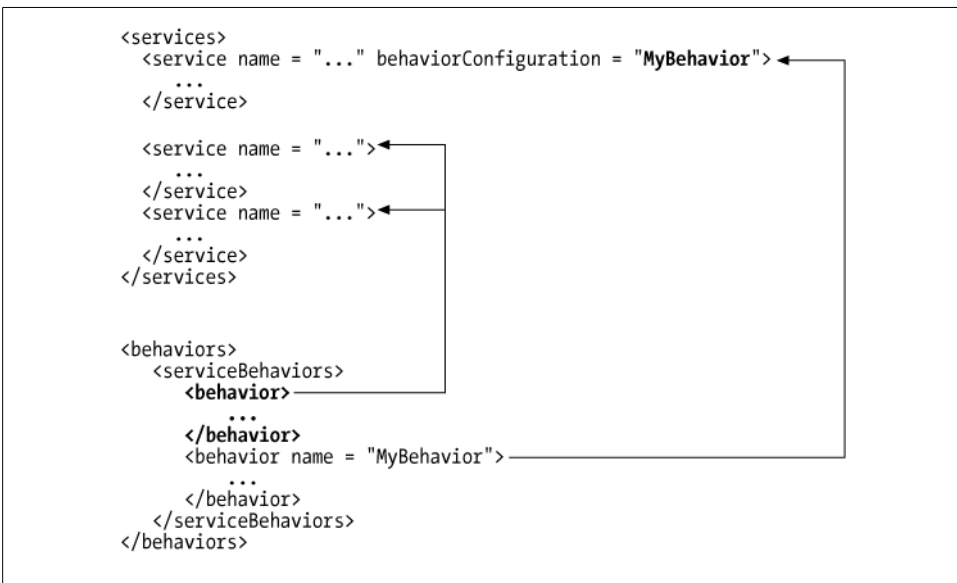 <services>
<service name = "..." behaviorConfiguration = "MyBehavior">
...
</service>
<service name = "...">
...
</service>
<service name = "...">
...
</service>
</services>
<behaviors>
<serviceBehaviors>
<behavior>
...
</behavior>
<behavior name = "MyBehavior">
...
</behavior>
</serviceBehaviors>
</behaviors>